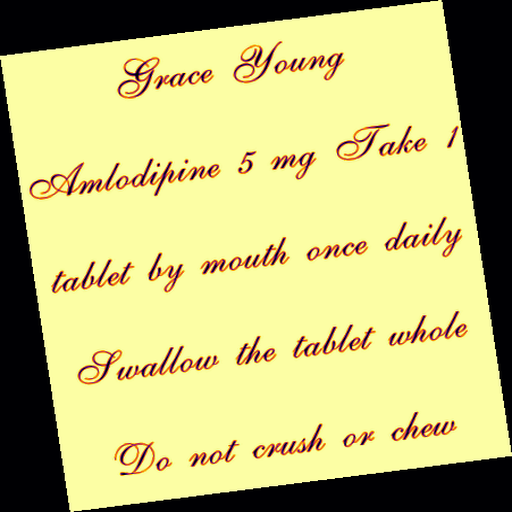 Grace Young
Amlodipine 5 mg Take 1
tablet by mouth once daily
Swallow the tablet whole
Do not crush or chew